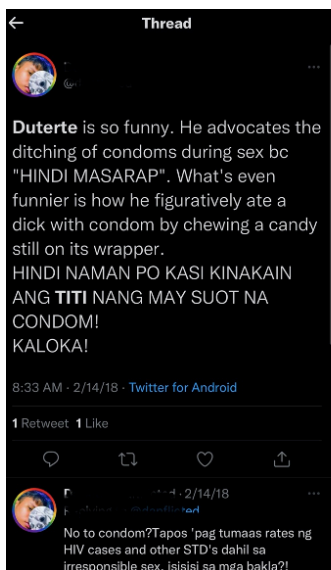 Thread
Duterte is so funny. He advocates the
ditching of condoms during sex bc
"HINDI MASARAP". What's even
funnier is how he figuratively ate a
dick with condom by chewing a candy
still on its wrapper.
HINDI NAMAN PO KASI KINAKAIN
ANG TITI NANG MAY SUOT NA
CONDOM!
KALOKA!
8:33 AM · 2/14/18 · Twitter for Android
1 Retweet 1 Like
· 2/14/18
No to condom?Tapos 'pag tumaas rates ng
HIV cases and other STD's dahil sa
irresponsible sex, isisisi sa mga bakla?!